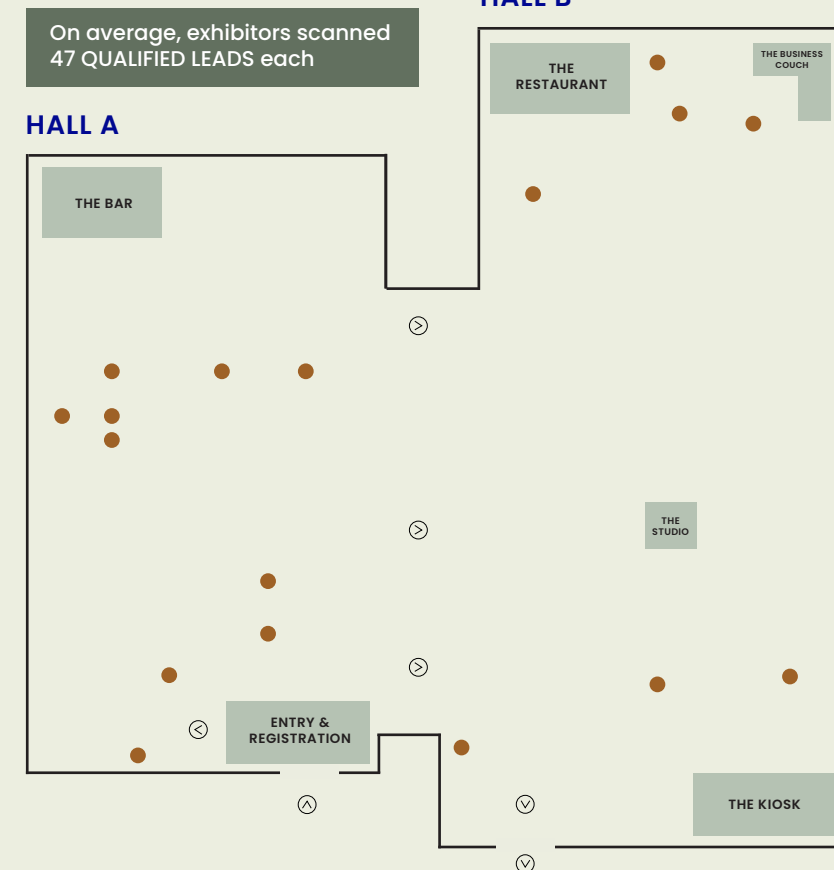 On average, exhibitors scanned
47 QUALIFIED LEADS each
HALL B
HALL A
THE
RESTAURANT
THE BUSINESS
COUCH
THE BAR
THE
STUDIO
ENTRY &
REGISTRATION
THE KIOSK